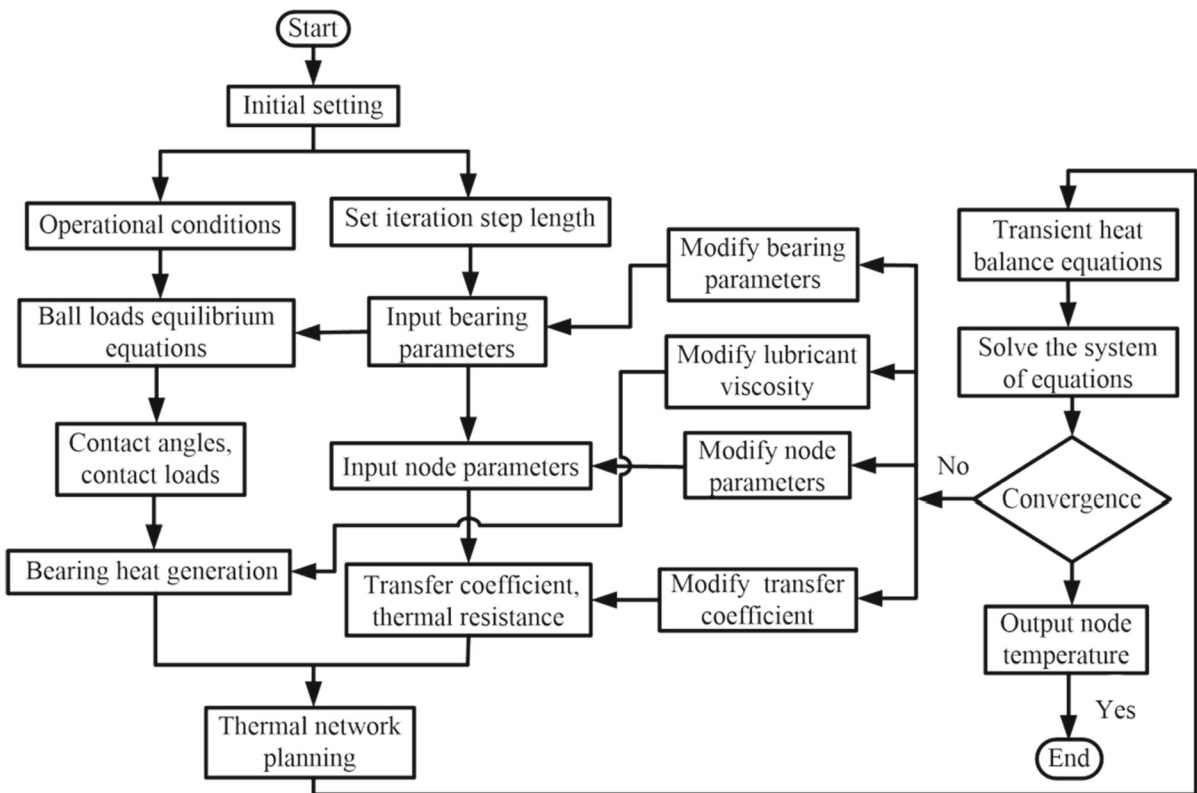 Start
Initial setting
Operational conditions
Set iteration step length
Ball loads equilibrium
equations
Input bearing
parameters
Contact angles,
contact loads
Input node parameters
Bearing heat generation
Transfer coefficient,
thermal resistance
Thermal network
planning
Modify bearing
parameters
Modify lubricant
viscosity
Modify node
parameters
Modify transfer
coefficient
Transient heat
balance equations
Solve the system
of equations
No
Convergence
Output node
temperature
Yes
End